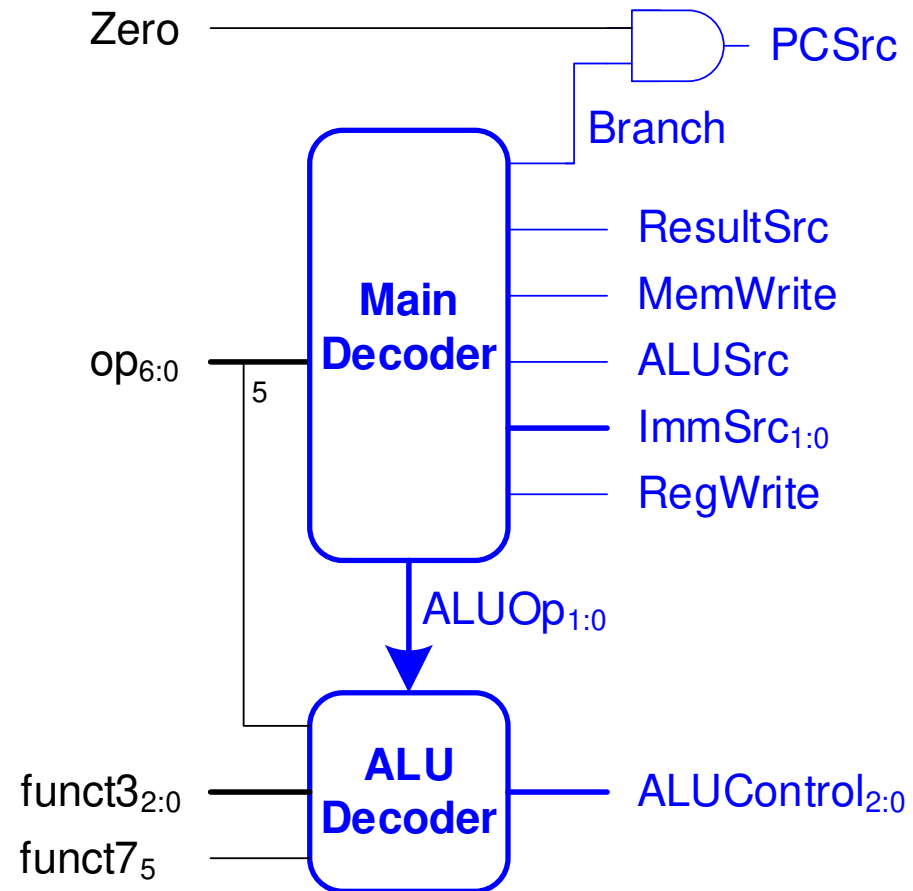 Zero
PCSrc
Branch
ResultSrc
Main
Decoder
MemWrite
op6:0
5
ALUSrc
ImmSrc1:0
RegWrite
ALUOp1:0
ALU
Decoder
funct32:0
ALUControl2:0
funct75